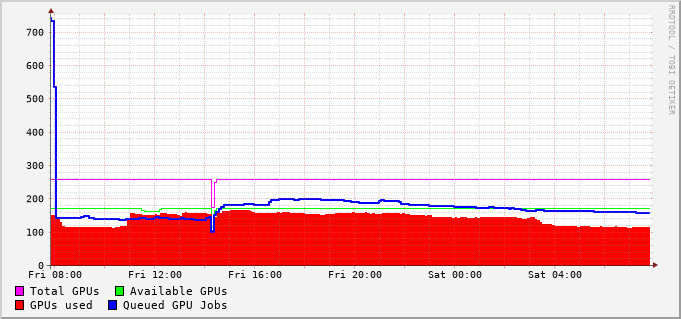 RRDTOOL / TOBI OETIKER
700
600
500
400
300
200
100
0
Fri 08:00 Fri 12:00 Fri 16:00 Fri 20:00 Sat 00:00 Sat 04:00
Total GPUs Available GPUs
GPUs used Queued GPU Jobs